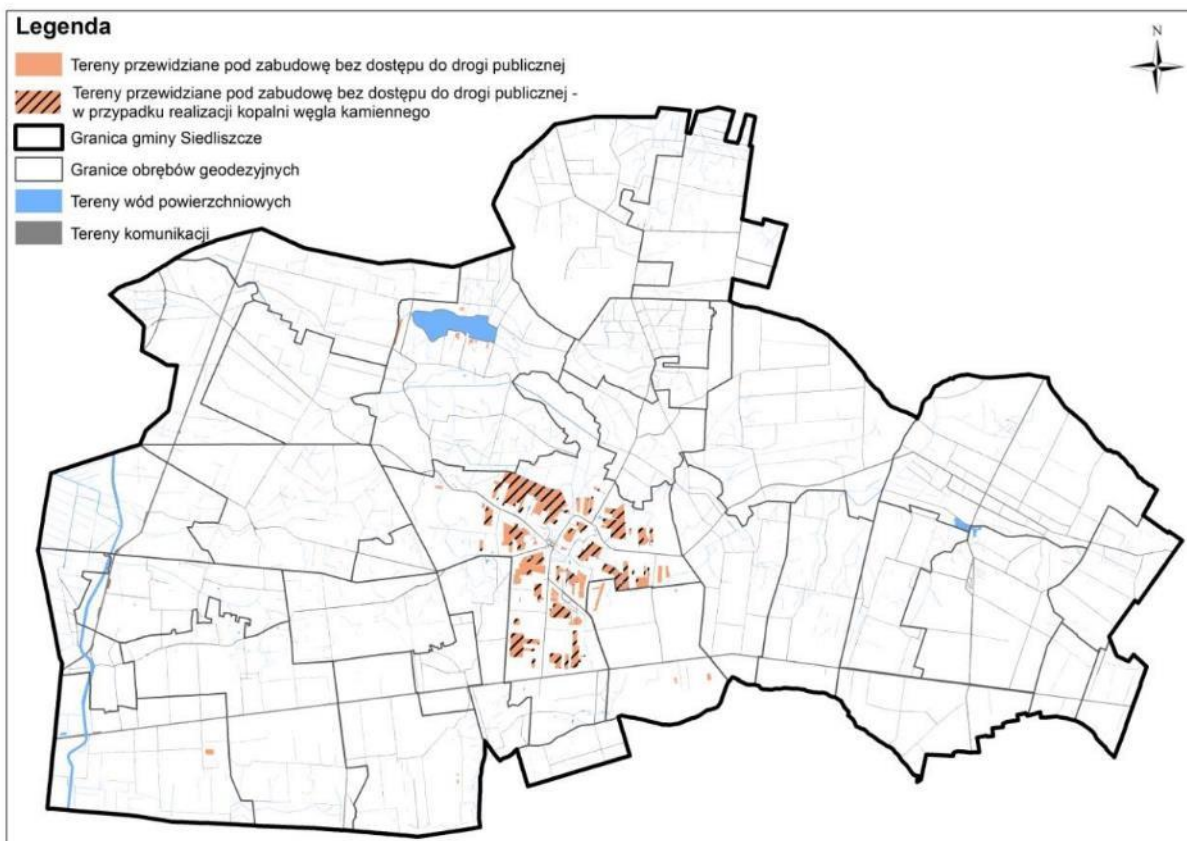 Legenda
N
Tereny przewidziane pod zabudowę bez dostępu do drogi publicznej
Tereny przewidziane pod zabudowę bez dostępu do drogi publicznej -
w przypadku realizacji kopalni węgla kamiennego
Granica gminy Siedliszcze
Granice obrębów geodezyjnych
Tereny wód powierzchniowych
Tereny komunikacji